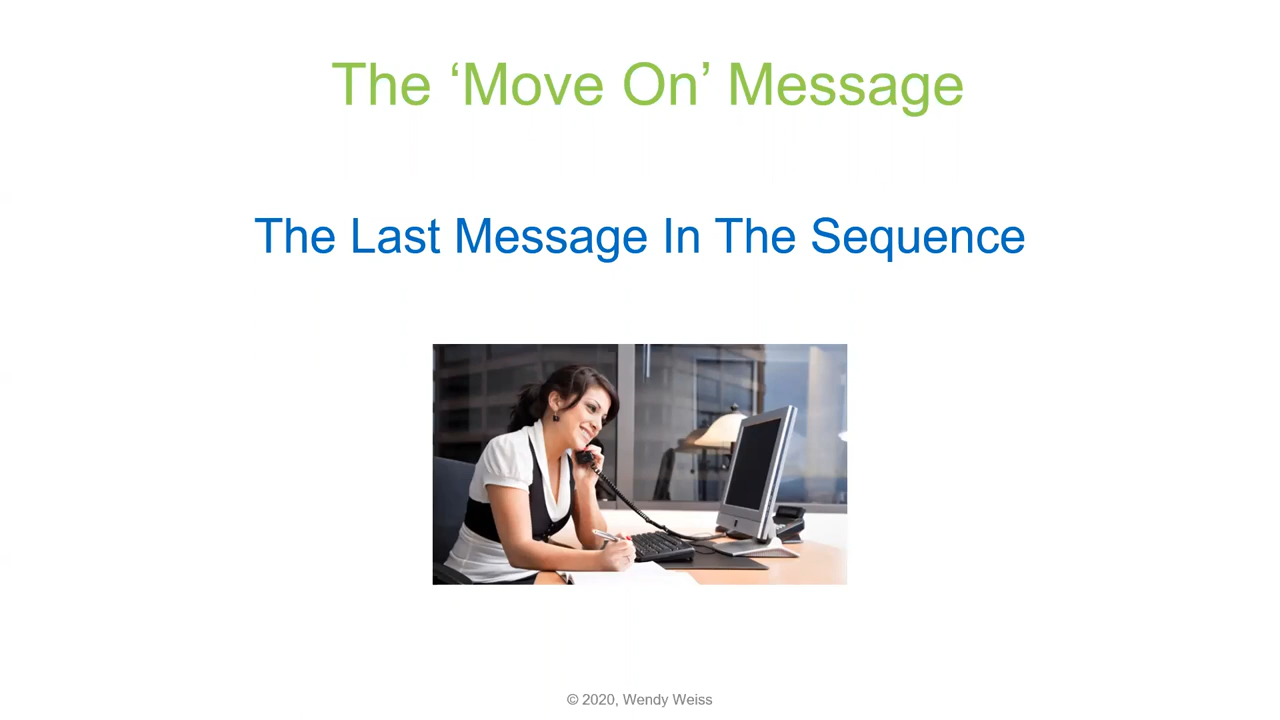 The ‘Move On’ Message
The Last Message In The Sequence
© 2020, Wendy Weiss